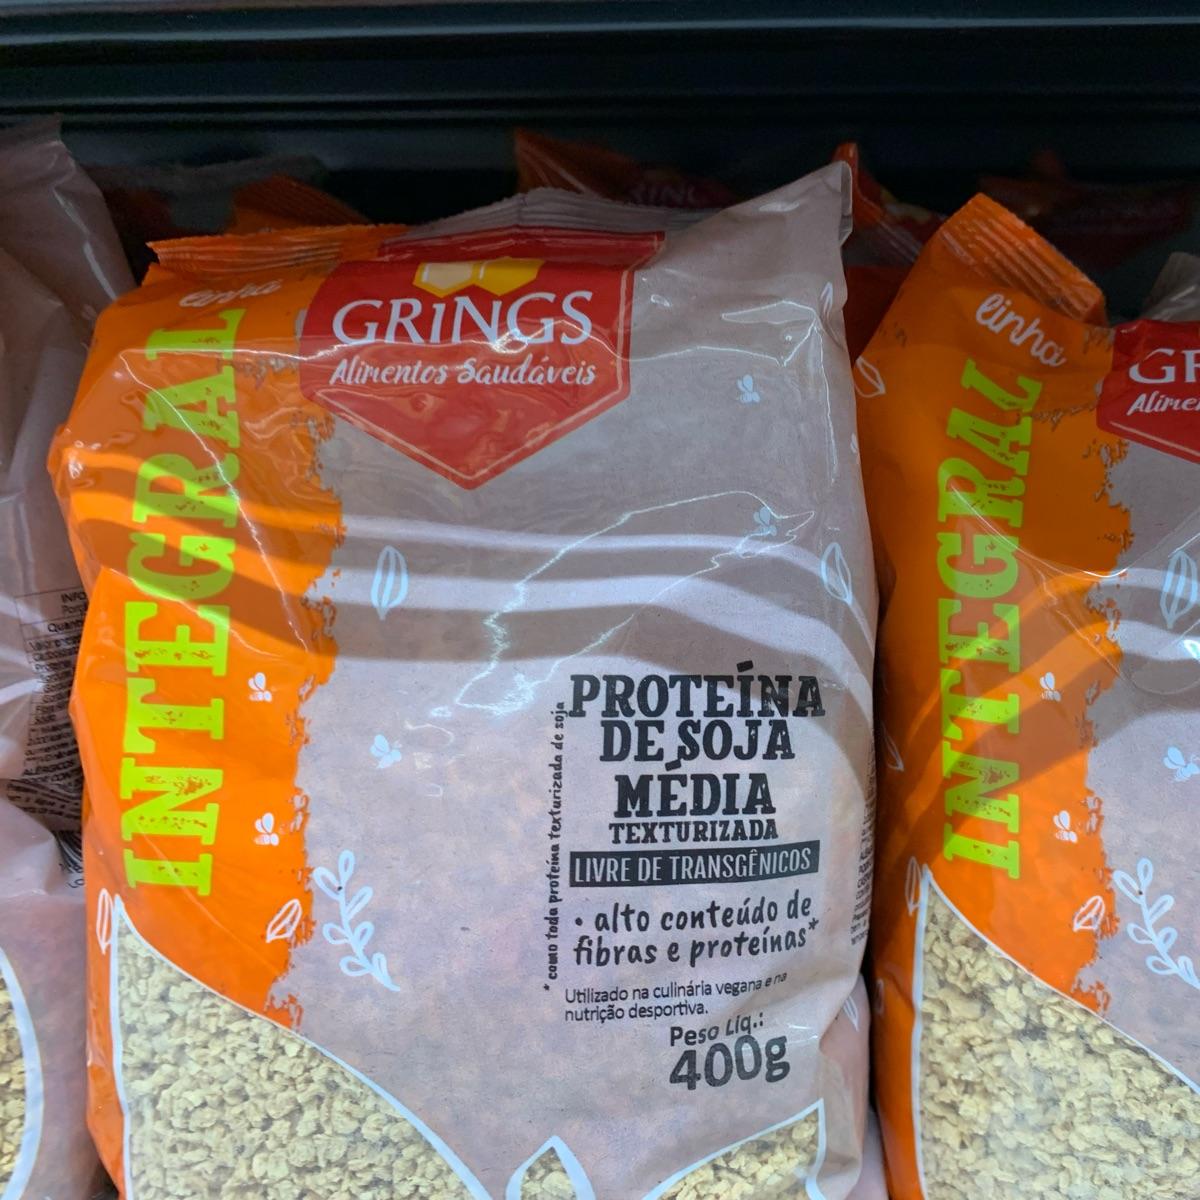 linha
INTEGRAL
GRiNGS
Alimentos Saudáveis
PROTEÍNA
DE SOJA
MÉDIA
TEXTURIZADA
LIVRE DE TRANSGÊNICOS
• alto conteúdo de
fibras e proteínas*
* como toda proteína texturizada de soja
Utilizado na culinária vegana e na
nutrição desportiva.
Peso Líq.:
400g
linha
INTEGRAL